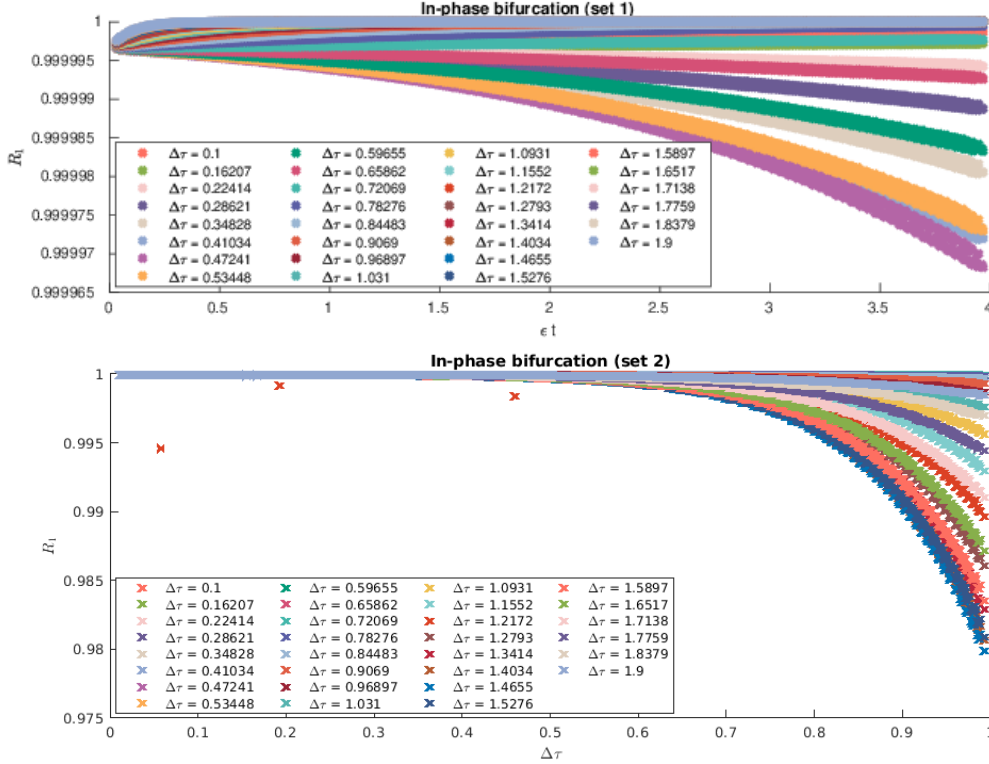 In-phase bifurcation (set 1)
1
0.9999995
0.999999
0.9999985
0.999998
0.9999975
0.999997
0.9999965
R1
Δτ = 0.1 Δτ = 0.59655 Δτ = 1.0931 Δτ = 1.5897
Δτ = 0.16207 Δτ = 0.65862 Δτ = 1.1552 Δτ = 1.6517
Δτ = 0.22414 Δτ = 0.72069 Δτ = 1.2172 Δτ = 1.7138
Δτ = 0.28621 Δτ = 0.78276 Δτ = 1.2793 Δτ = 1.7759
Δτ = 0.34828 Δτ = 0.84483 Δτ = 1.3414 Δτ = 1.8379
Δτ = 0.41034 Δτ = 0.9069 Δτ = 1.4034 Δτ = 1.9
Δτ = 0.47241 Δτ = 0.96897 Δτ = 1.4655
Δτ = 0.53448 Δτ = 1.031 Δτ = 1.5276
0 0.5 1 1.5 2 2.5 3 3.5 4
ϵ t
In-phase bifurcation (set 2)
1
0.995
0.99
0.985
0.98
0.975
R1
Δτ = 0.1 Δτ = 0.59655 Δτ = 1.0931 Δτ = 1.5897
Δτ = 0.16207 Δτ = 0.65862 Δτ = 1.1552 Δτ = 1.6517
Δτ = 0.22414 Δτ = 0.72069 Δτ = 1.2172 Δτ = 1.7138
Δτ = 0.28621 Δτ = 0.78276 Δτ = 1.2793 Δτ = 1.7759
Δτ = 0.34828 Δτ = 0.84483 Δτ = 1.3414 Δτ = 1.8379
Δτ = 0.41034 Δτ = 0.9069 Δτ = 1.4034 Δτ = 1.9
Δτ = 0.47241 Δτ = 0.96897 Δτ = 1.4655
Δτ = 0.53448 Δτ = 1.031 Δτ = 1.5276
0 0.1 0.2 0.3 0.4 0.5 0.6 0.7 0.8 0.9 1
Δτ